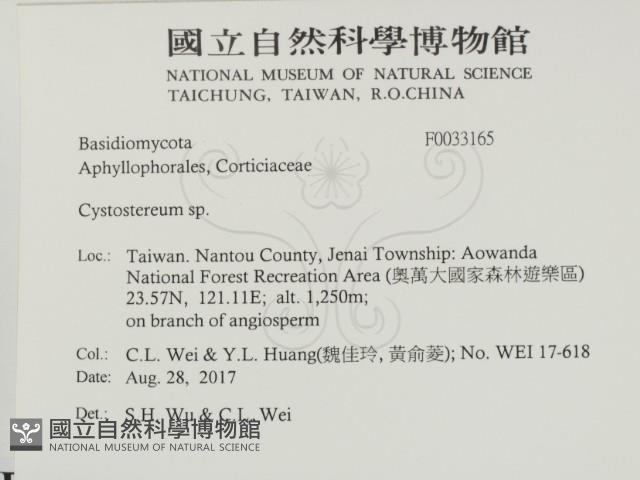 國立自然科學博物館
NATIONAL MUSEUM OF NATURAL SCIENCE
TAICHUNG, TAIWAN, R.O.CHINA
Basidiomycota F0033165
Aphyllophorales, Corticiaceae
Cystostereum sp.
Loc.: Taiwan. Nantou County, Jenai Township: Aowanda
National Forest Recreation Area (奧萬大國家森林遊樂區)
23.57N, 121.11E; alt. 1,250m;
on branch of angiosperm
Col.: C.L. Wei & Y.L. Huang(魏佳玲, 黃俞菱); No. WEI 17-618
Date: Aug. 28, 2017
Det.: S.H. Wu & C.L. Wei
國立自然科學博物館
NATIONAL MUSEUM OF NATURAL SCIENCE